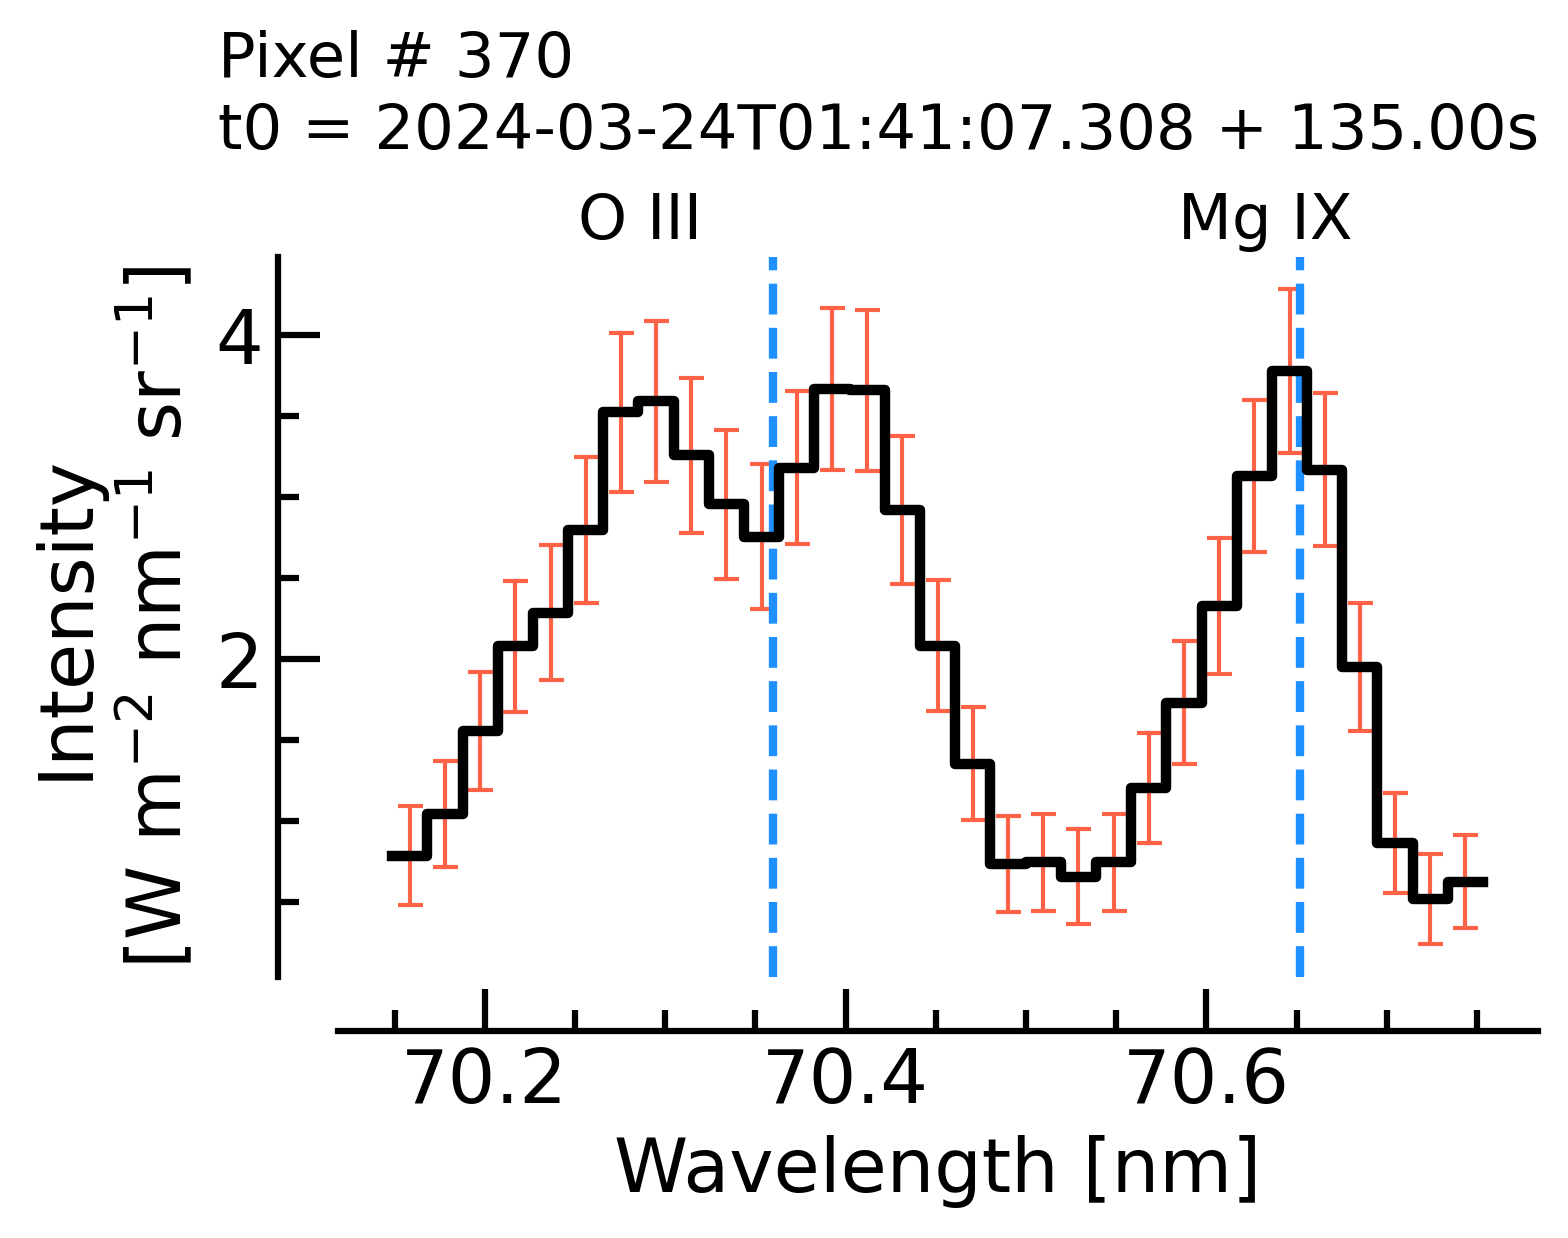 Pixel # 370
t0 = 2024-03-24T01:41:07.308 + 135.00s
O III
Mg IX
Intensity
[W m⁻² nm⁻¹ sr⁻¹]
4
2
70.2
70.4
70.6
Wavelength [nm]